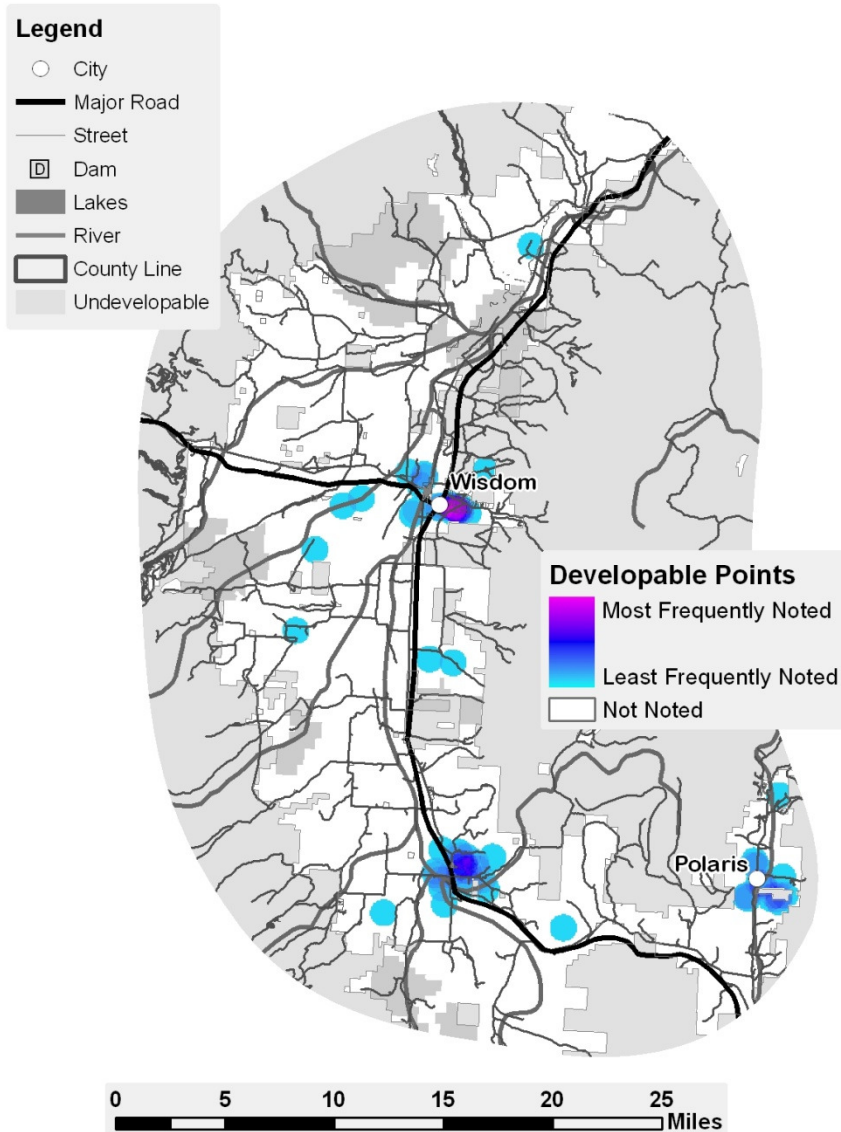 Legend
City
Major Road
Street
D Dam
Lakes
River
County Line
Undevelopable
Wisdom
Developable Points
Most Frequently Noted
Least Frequently Noted
Not Noted
Polaris
0 5 10 15 20 25
Miles